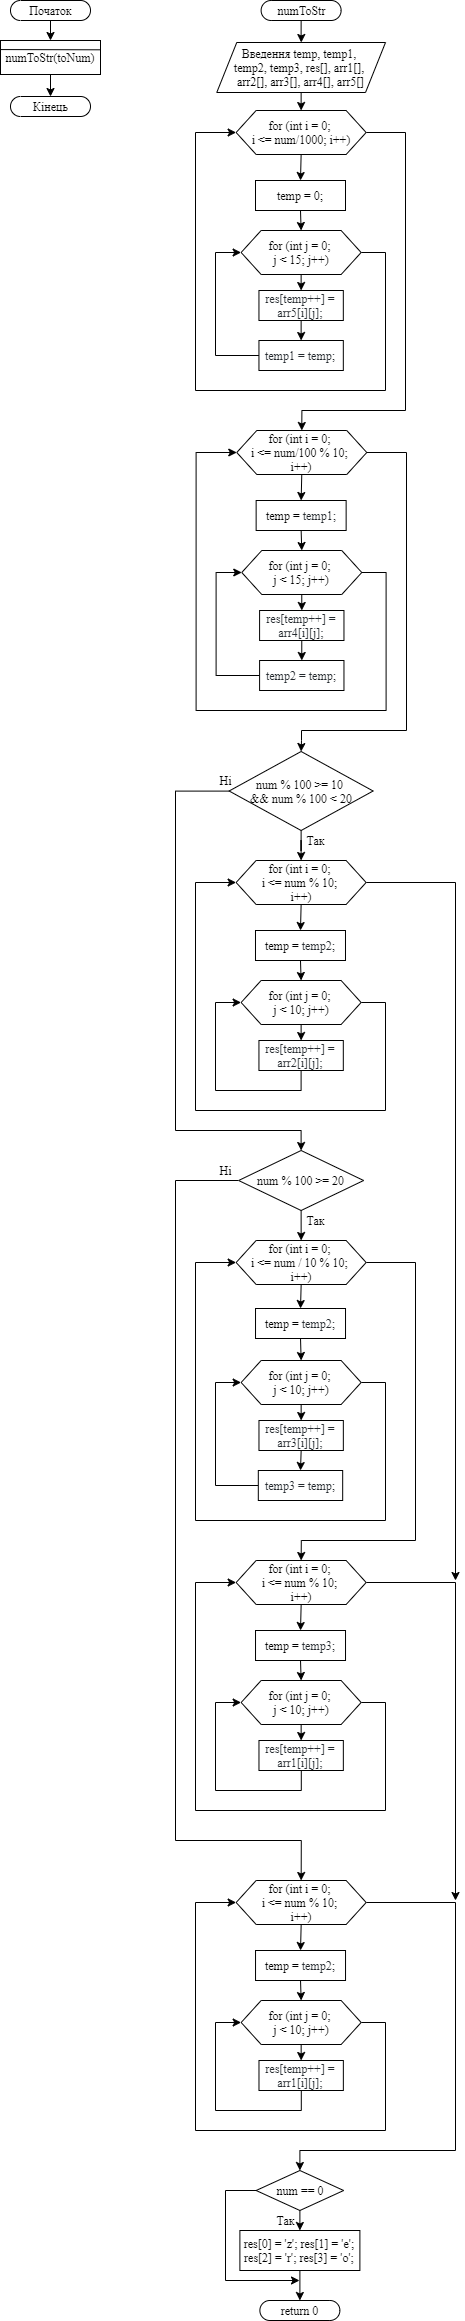 Початок
numToStr(toNum)
Кінець
numToStr
Введення temp, temp1,
temp2, temp3, res[], arr1[],
arr2[], arr3[], arr4[], arr5[]
for (int i = 0;
i <= num/1000; i++)
temp = 0;
for (int j = 0;
j < 15; j++)
res[temp++] =
arr5[i][j];
temp1 = temp;
for (int i = 0;
i <= num/100 % 10;
i++)
temp = temp1;
for (int j = 0;
j < 15; j++)
res[temp++] =
arr4[i][j];
temp2 = temp;
Ні
num % 100 >= 10
&& num % 100 < 20
Так
for (int i = 0;
i <= num % 10;
i++)
temp = temp2;
for (int j = 0;
j < 10; j++)
res[temp++] =
arr2[i][j];
Ні
num % 100 >= 20
Так
for (int i = 0;
i <= num / 10 % 10;
i++)
temp = temp2;
for (int j = 0;
j < 10; j++)
res[temp++] =
arr3[i][j];
temp3 = temp;
for (int i = 0;
i <= num % 10;
i++)
temp = temp3;
for (int j = 0;
j < 10; j++)
res[temp++] =
arr1[i][j];
for (int i = 0;
i <= num % 10;
i++)
temp = temp2;
for (int j = 0;
j < 10; j++)
res[temp++] =
arr1[i][j];
num == 0
Так
res[0] = 'z'; res[1] = 'e';
res[2] = 'r'; res[3] = 'o';
return 0